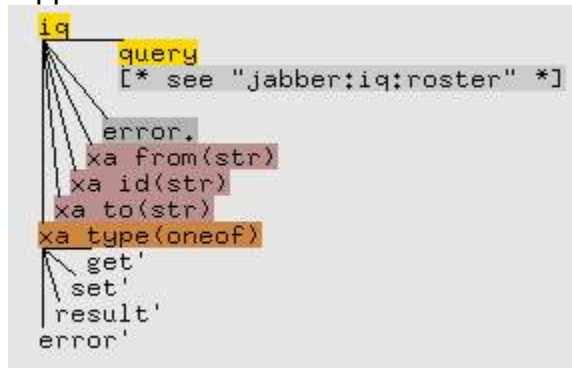 iq
query
[* see "jabber:iq:roster" *]
error.
xa from(str)
xa id(str)
xa to(str)
xa type(oneof)
get'
set'
result'
error'